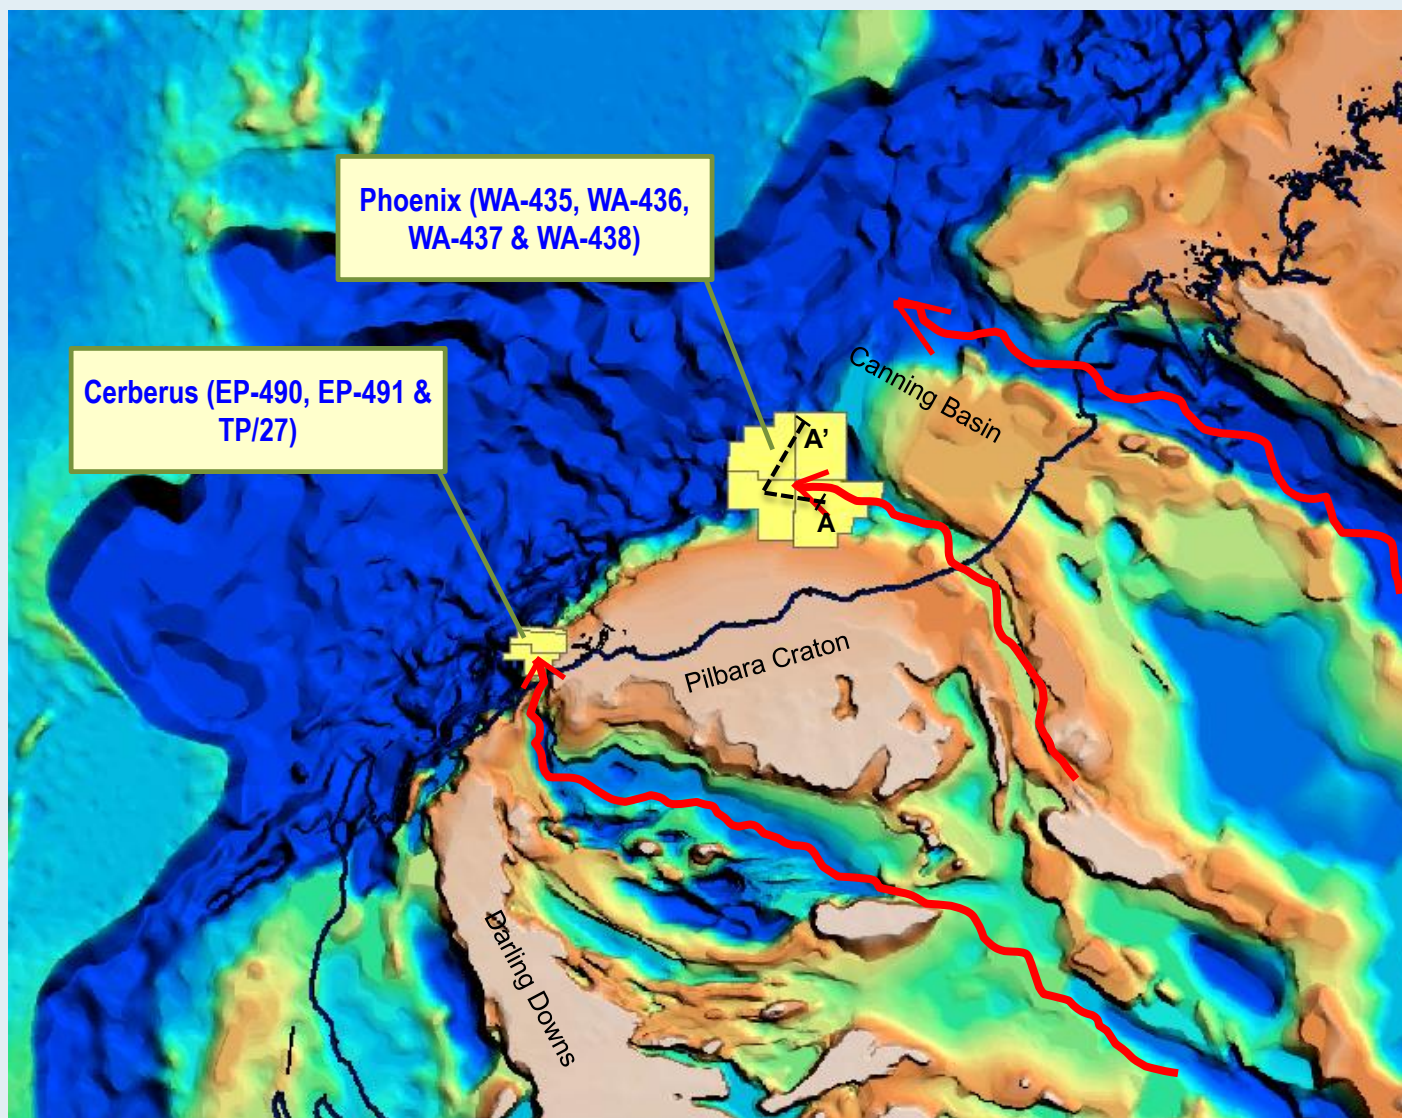 Phoenix (WA-435, WA-436,
WA-437 & WA-438)
Cerberus (EP-490, EP-491 &
TP/27)
Canning Basin
A’
A
Pilbara Craton
Darling Downs